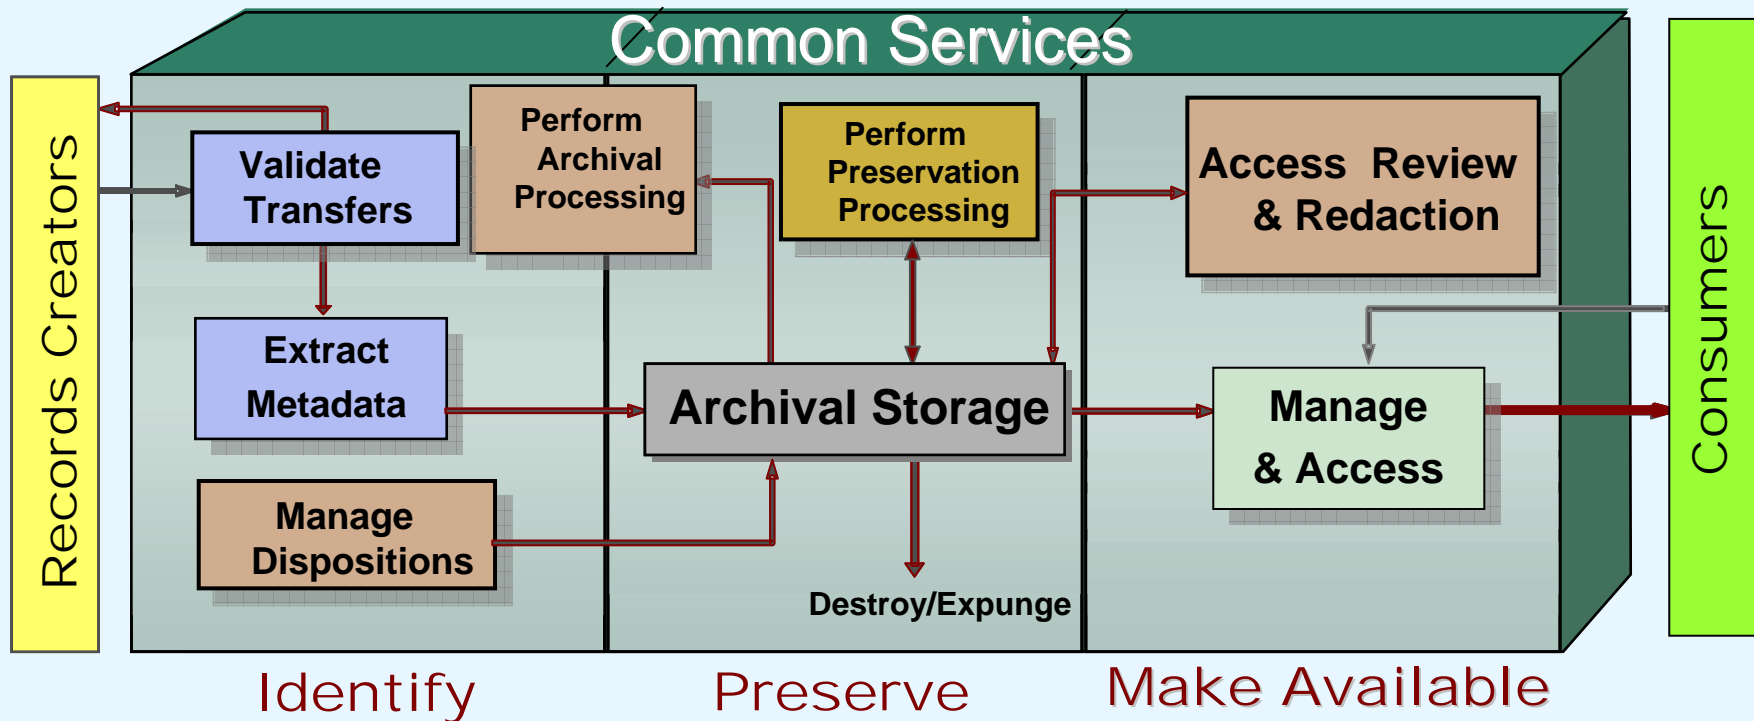 Common Services
Records Creators
Validate
Transfers
Extract
Metadata
Manage
Dispositions
Perform
Archival
Processing
Perform
Preservation
Processing
Archival Storage
Destroy/Expunge
Access Review
& Redaction
Manage
& Access
Consumers
Identify
Preserve
Make Available